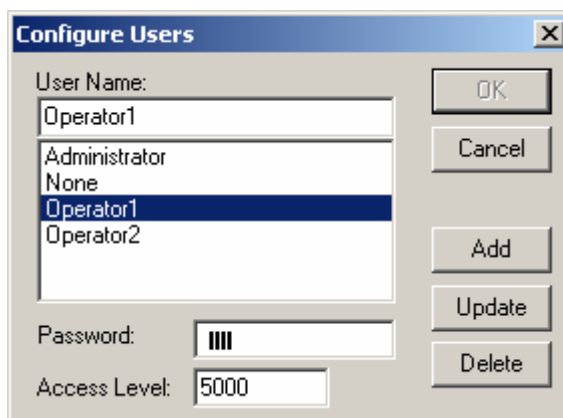 Configure Users
User Name:
OK
Operator1
Administrator
Cancel
None
Operator1
Operator2
Add
Update
Password:
Delete
Access Level: 5000